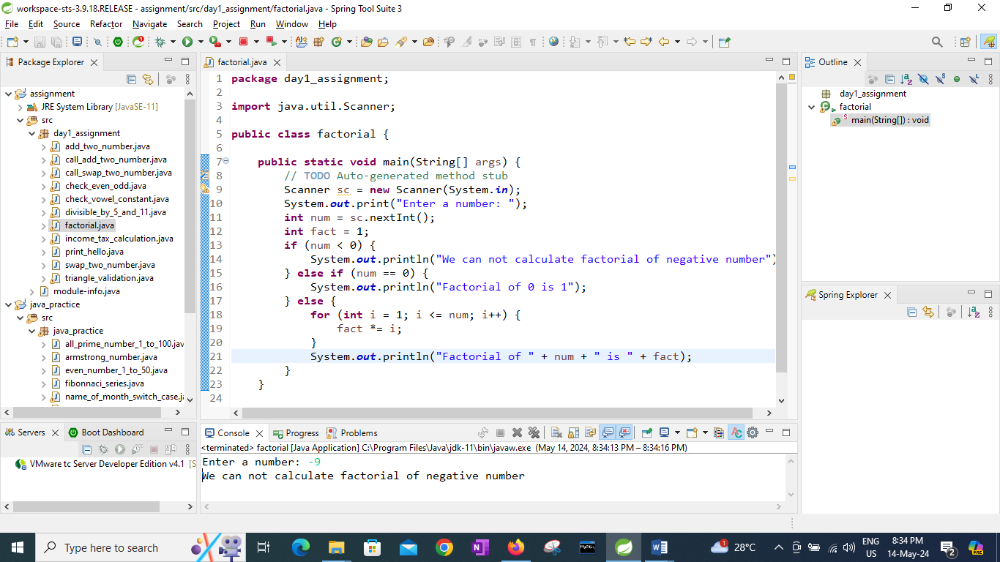 workspace-sts-3.9.18.RELEASE - assignment/src/day1_assignment/factorial.java - Spring Tool Suite 3
File Edit Source Refactor Navigate Search Project Run Window Help
Package Explorer
assignment
JRE System Library [JavaSE-11]
src
day1_assignment
add_two_number.java
call_add_two_number.java
call_swap_two_number.java
check_even_odd.java
check_vowel_constant.java
divisible_by_5_and_11.java
factorial.java
income_tax_calculation.java
print_hello.java
swap_two_number.java
triangle_validation.java
module-info.java
java_practice
src
java_practice
all_prime_number_1_to_100.jav
armstrong_number.java
even_number_1_to_50.java
fibonnaci_series.java
name_of_month_switch_case.ja
factorial.java
1 package day1_assignment;
2
3 import java.util.Scanner;
4
5 public class factorial {
6
7 public static void main(String[] args) {
8 // TODO Auto-generated method stub
9 Scanner sc = new Scanner(System.in);
10 System.out.print("Enter a number: ");
11 int num = sc.nextInt();
12 int fact = 1;
13 if (num < 0) {
14 System.out.println("We can not calculate factorial of negative number")
15 } else if (num == 0) {
16 System.out.println("Factorial of 0 is 1");
17 } else {
18 for (int i = 1; i <= num; i++) {
19 fact *= i;
20 }
21 System.out.println("Factorial of " + num + " is " + fact);
22 }
23 }
24
Outline
day1_assignment
factorial
main(String[]) : void
Spring Explorer
Servers Boot Dashboard
VMware tc Server Developer Edition v4.1 [S
Console Progress Problems
<terminated> factorial [Java Application] C:\Program Files\Java\jdk-11\bin\javaw.exe (May 14, 2024, 8:34:13 PM – 8:34:16 PM)
Enter a number: -9
We can not calculate factorial of negative number
Type here to search
28°C
ENG
US
8:34 PM
14-May-24